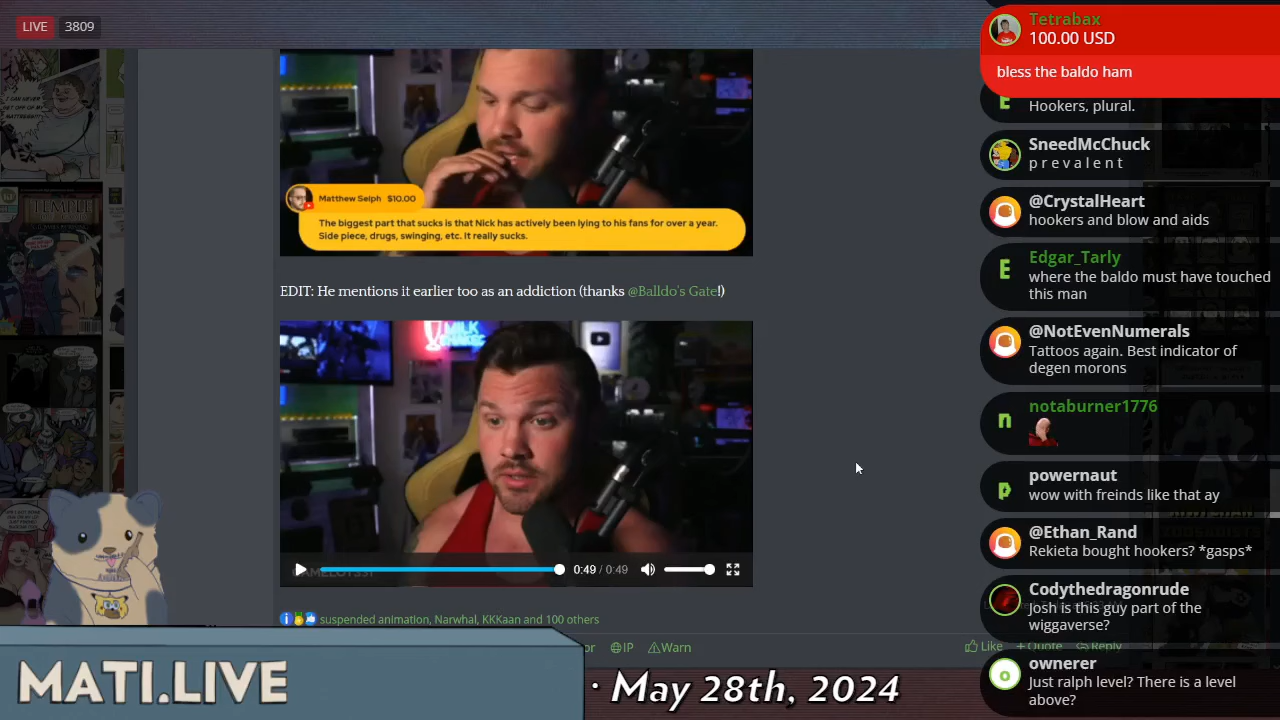 LIVE 3809
Tetrabax
100.00 USD
bless the baldo ham
Hookers, plural.
SneedMcChuck
p r e v a l e n t
@CrystalHeart
hookers and blow and aids
Edgar_Tarly
where the baldo must have touched
this man
@NotEvenNumerals
Tattoos again. Best indicator of
degen morons
notaburner1776
powernaut
wow with freinds like that ay
@Ethan_Rand
Rekieta bought hookers? *gasps*
Codythedragonrude
Josh is this guy part of the
wiggaverse?
ownerer
Just ralph level? There is a level
above?
Matthew Selph $10.00
The biggest part that sucks is that Nick has actively been lying to his fans for over a year.
Side piece, drugs, swinging, etc. It really sucks.
EDIT: He mentions it earlier too as an addiction (thanks @Balldo's Gate!)
MILK
0:49 / 0:49
suspended animation, Narwhal, KKKaan and 100 others
IP Warn
Like +Quote Reply
MATI.LIVE
· May 28th, 2024
TEMPLE